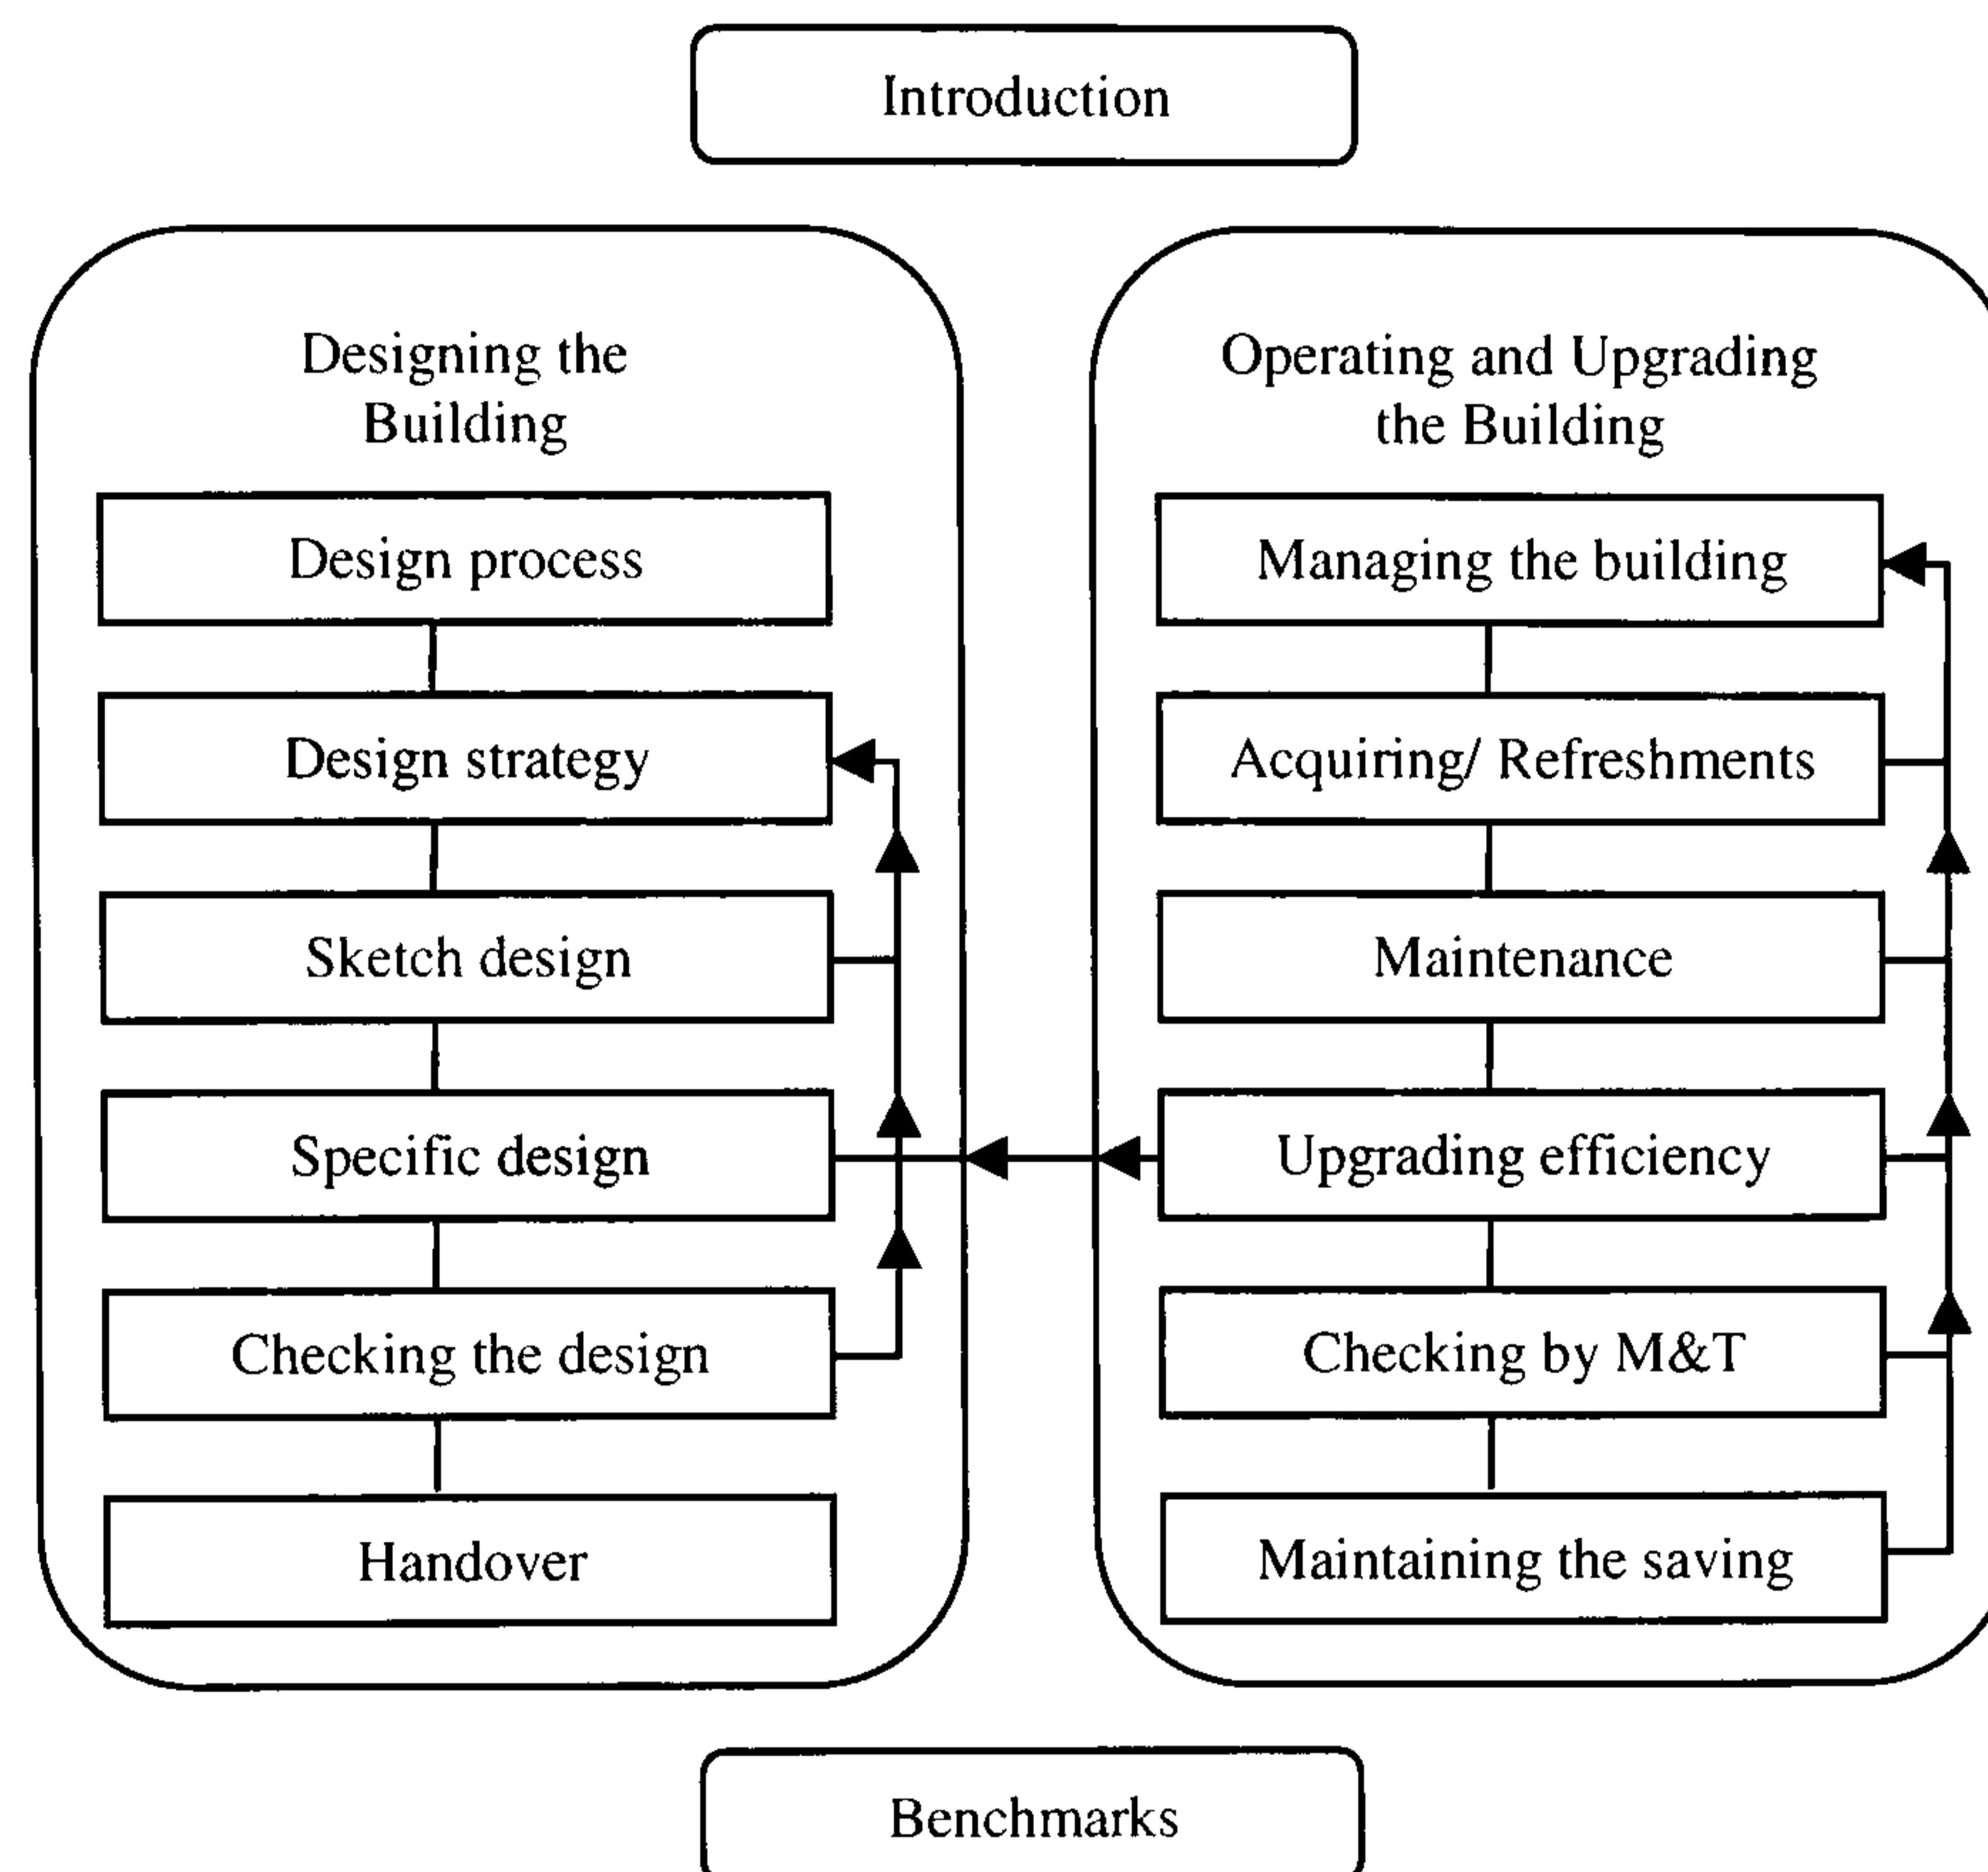 Introduction
Designing the
Building
Design process
Design strategy
Sketch design
Specific design
Checking the design
Handover
Operating and Upgrading
the Building
Managing the building
Acquiring/ Refreshments
Maintenance
Upgrading efficiency
Checking by M&T
Maintaining the saving
Benchmarks